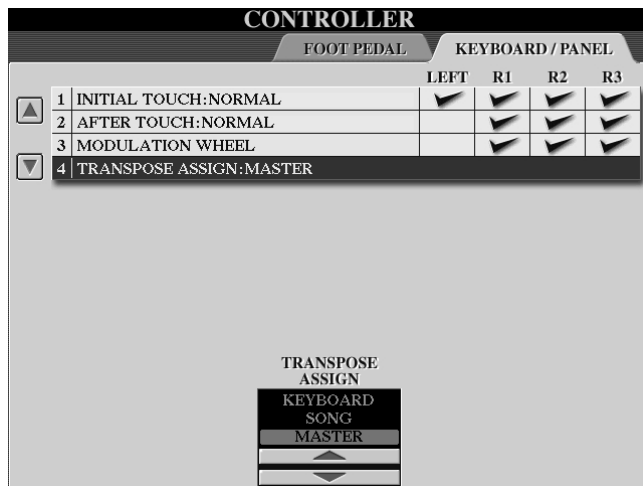 CONTROLLER
FOOT PEDAL KEYBOARD / PANEL
LEFT R1 R2 R3
1 INITIAL TOUCH:NORMAL
2 AFTER TOUCH:NORMAL
3 MODULATION WHEEL
4 TRANSPOSE ASSIGN:MASTER
TRANSPOSE
ASSIGN
KEYBOARD
SONG
MASTER